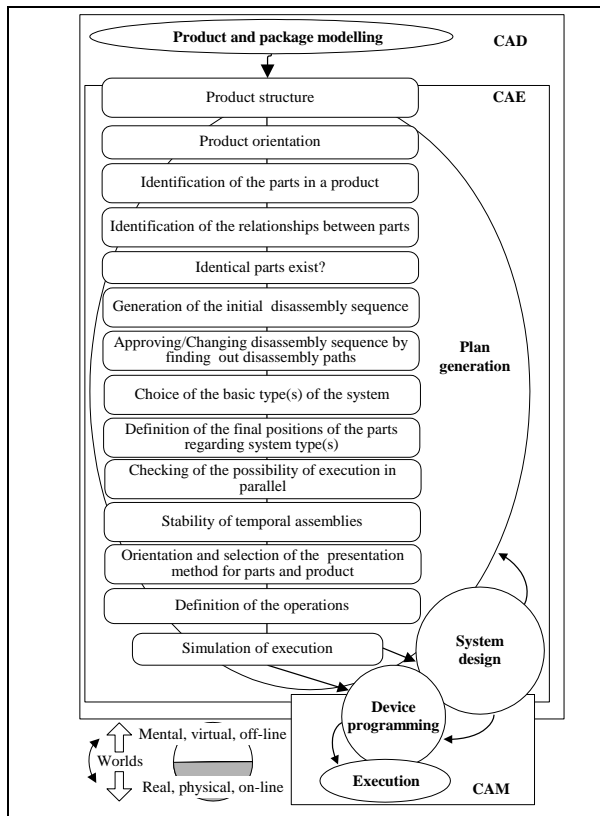 Product and package modelling
CAD
Product structure
CAE
Product orientation
Identification of the parts in a product
Identification of the relationships between parts
Identical parts exist?
Generation of the initial disassembly sequence
Approving/Changing disassembly sequence by
finding out disassembly paths
Plan
generation
Choice of the basic type(s) of the system
Definition of the final positions of the parts
regarding system type(s)
Checking of the possibility of execution in
parallel
Stability of temporal assemblies
Orientation and selection of the presentation
method for parts and product
Definition of the operations
Simulation of execution
System
design
Device
programming
Mental, virtual, off-line
Worlds
Real, physical, on-line
Execution
CAM